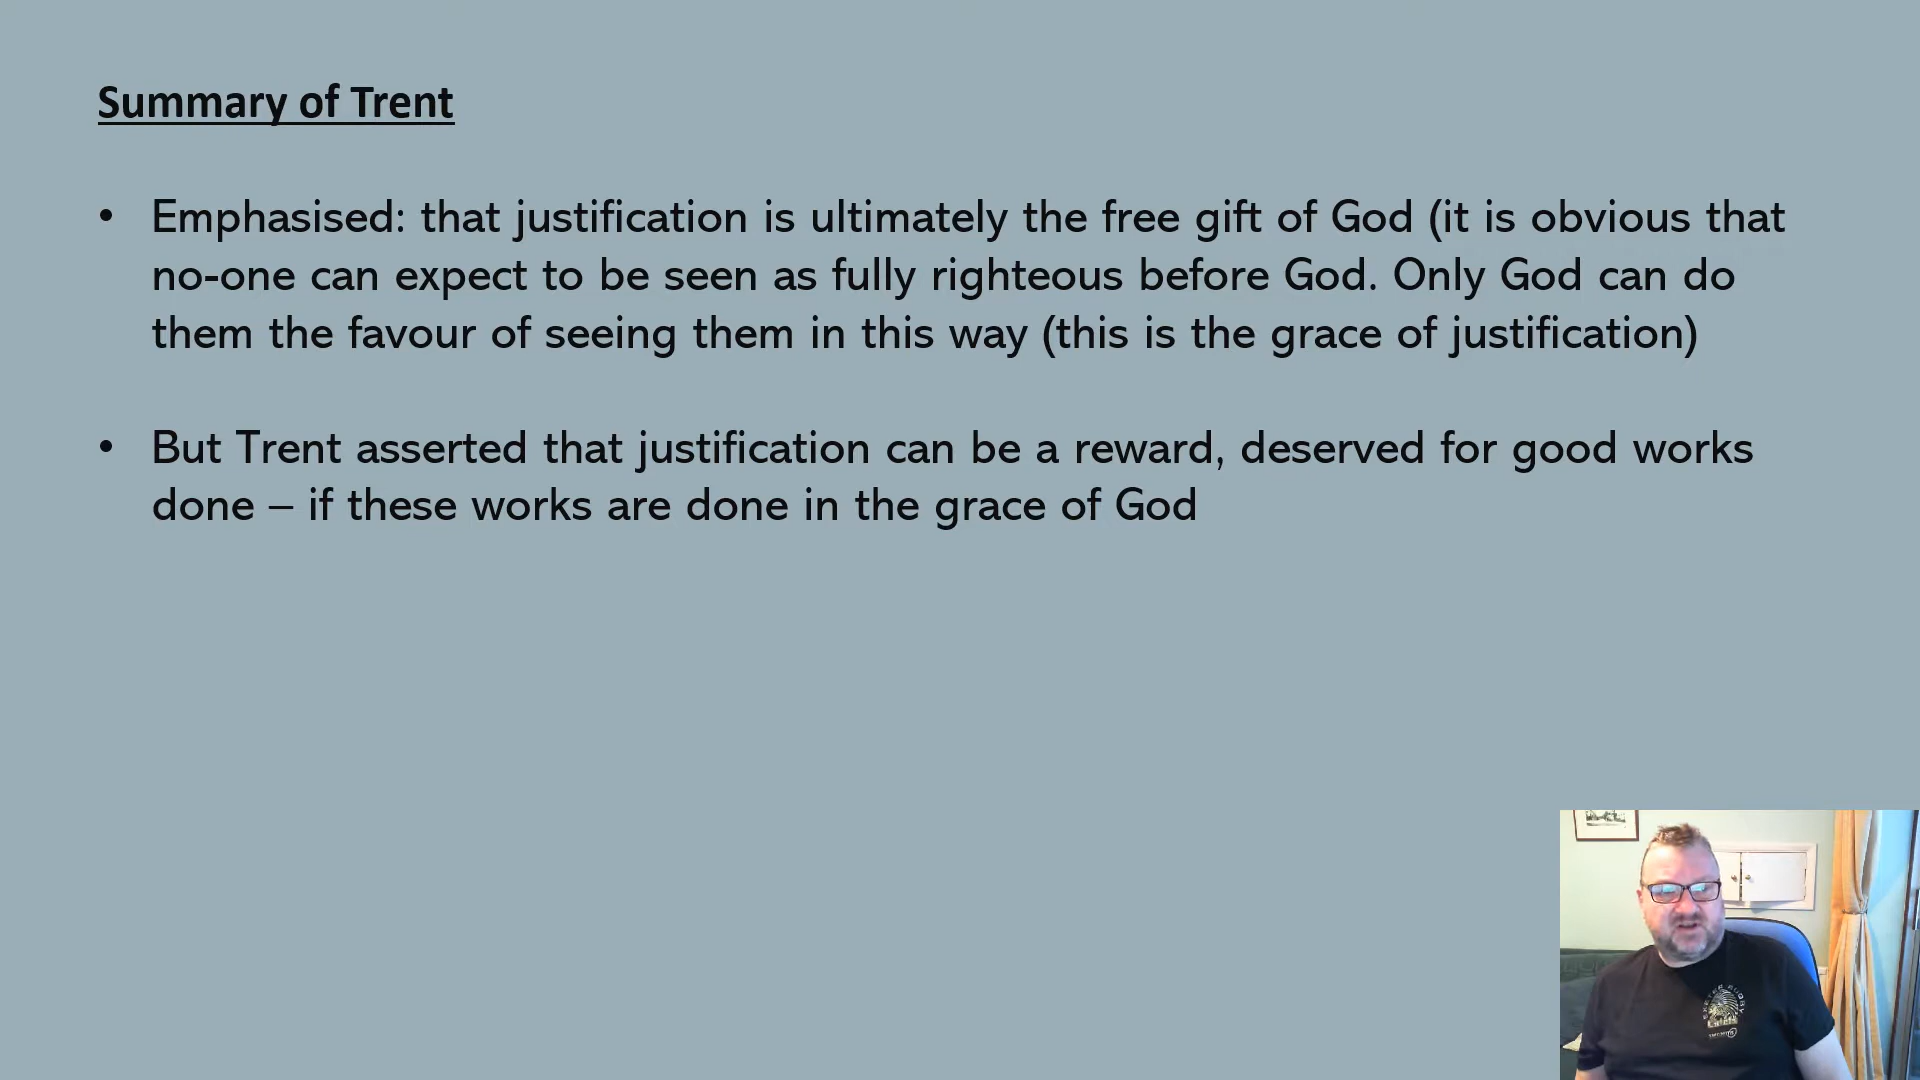 Summary of Trent
• Emphasised: that justification is ultimately the free gift of God (it is obvious that
no-one can expect to be seen as fully righteous before God. Only God can do
them the favour of seeing them in this way (this is the grace of justification)
• But Trent asserted that justification can be a reward, deserved for good works
done – if these works are done in the grace of God
EXETER RUGBY